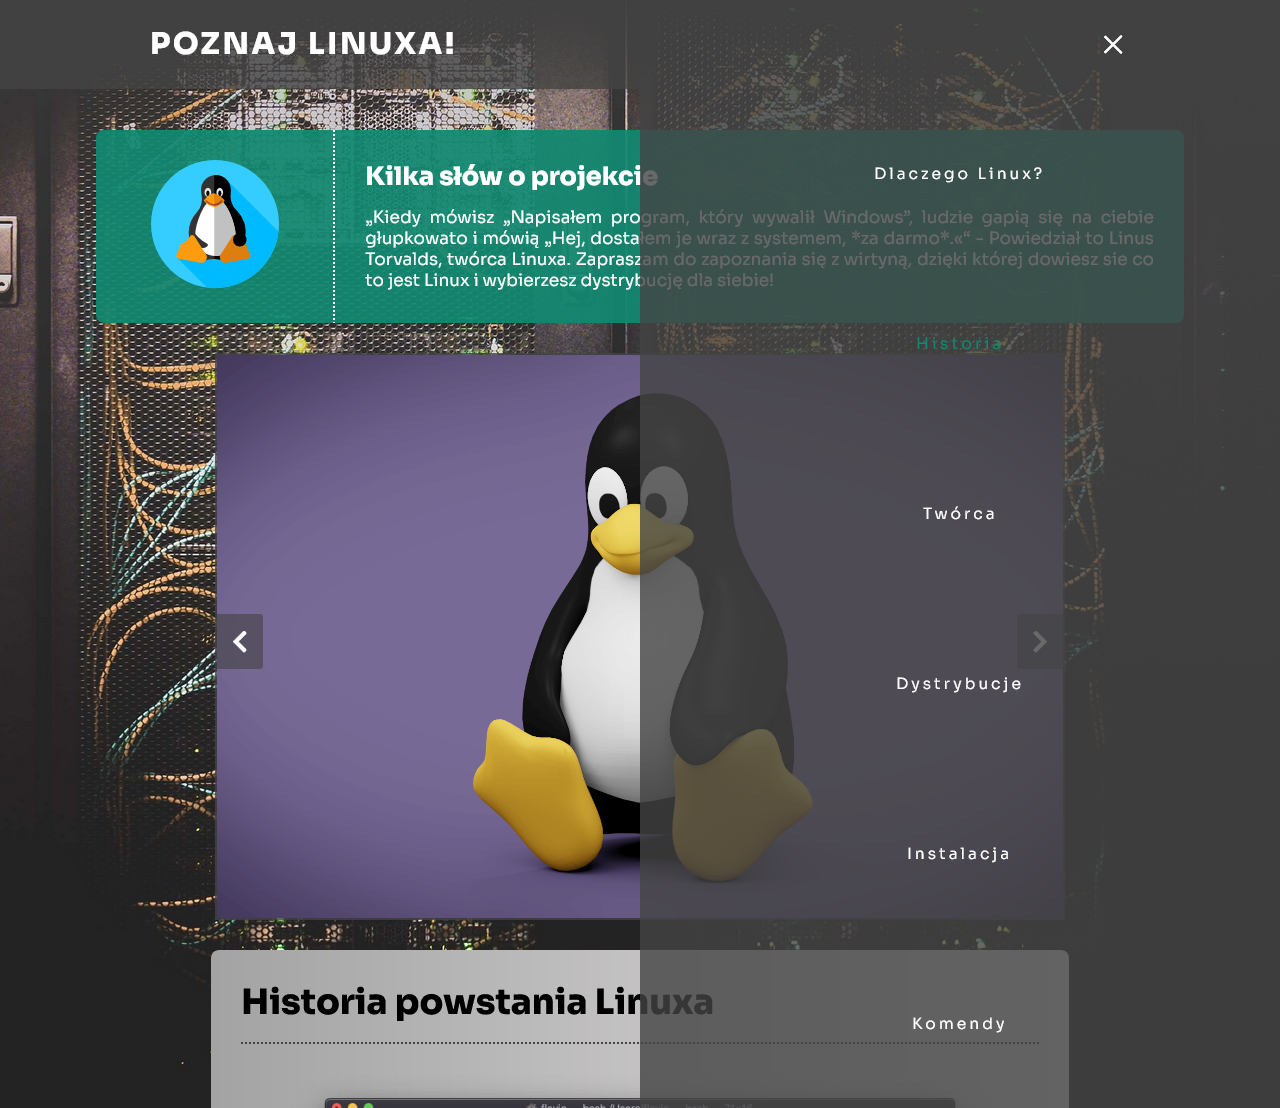 POZNAJ LINUXA!
Kilka słów o projekcie
„Kiedy mówisz „Napisałem program, który wywalił Windows”, ludzie gapią się na ciebie
głupkowato i mówią „Hej, dostałem je wraz z systemem, *za darmo*.«“ - Powiedział to Linus
Torvalds, twórca Linuxa. Zapraszam do zapoznania się z wirtyną, dzięki której dowiesz sie co
to jest Linux i wybierzesz dystrybucję dla siebie!
Dlaczego Linux?
Historia
Twórca
Dystrybucje
Instalacja
Komendy
Historia powstania Linuxa